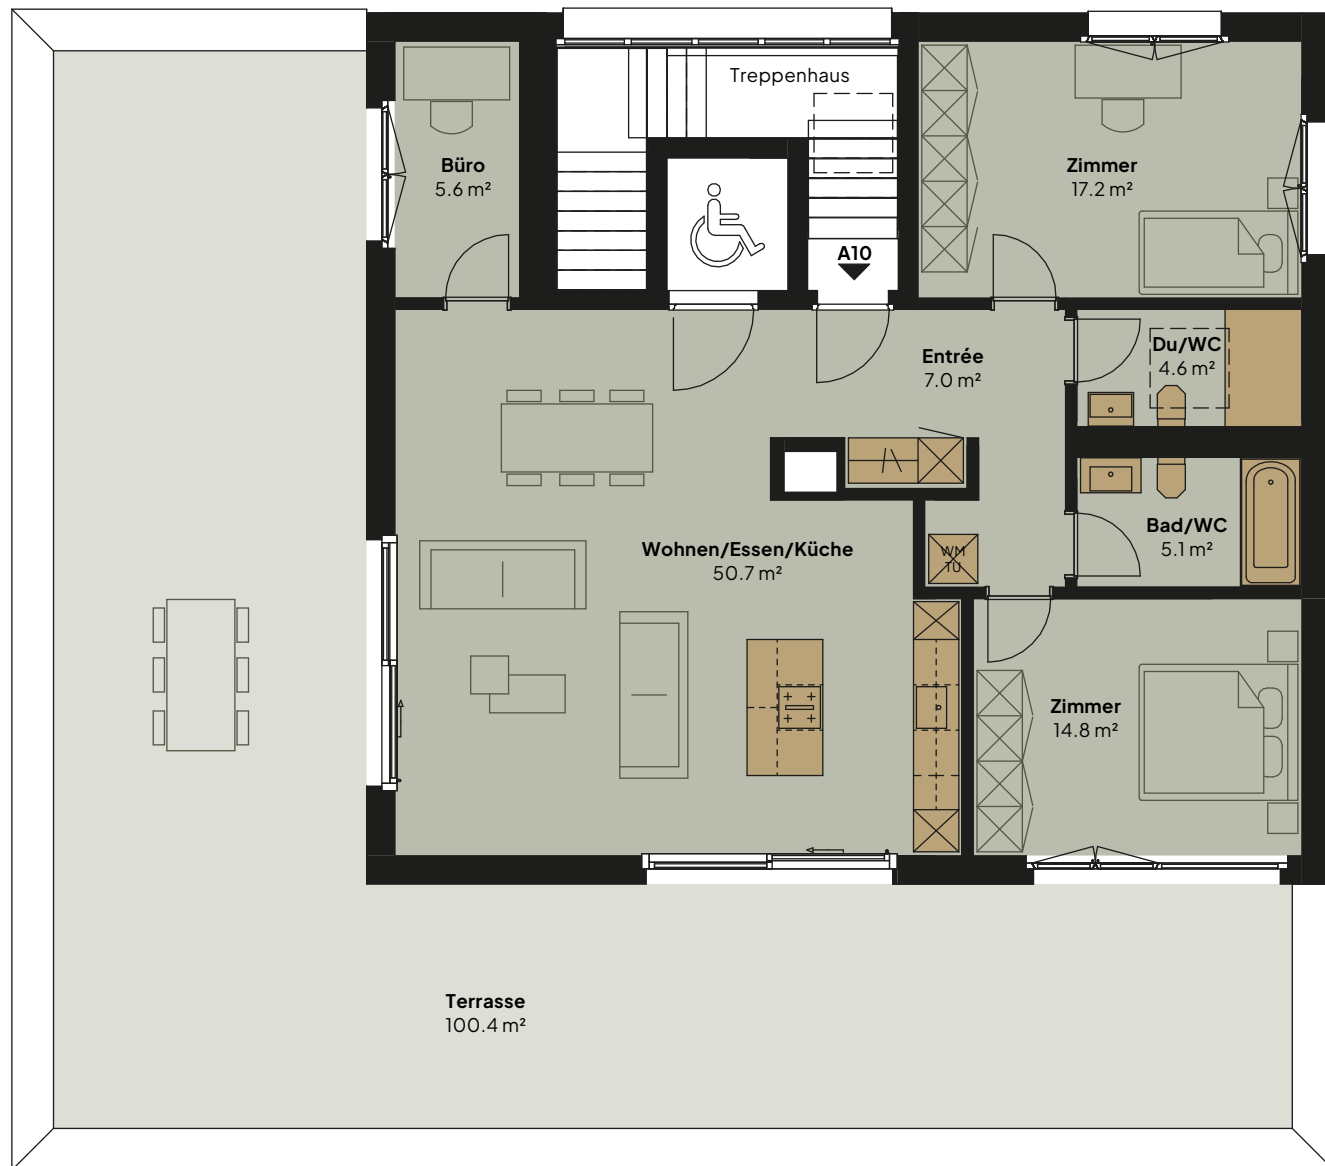 Treppenhaus
Büro
5.6 m²
Zimmer
17.2 m²
A10
Entrée
7.0 m²
Du/WC
4.6 m²
Wohnen/Essen/Küche
50.7 m²
WM
TU
Bad/WC
5.1 m²
Zimmer
14.8 m²
Terrasse
100.4 m²